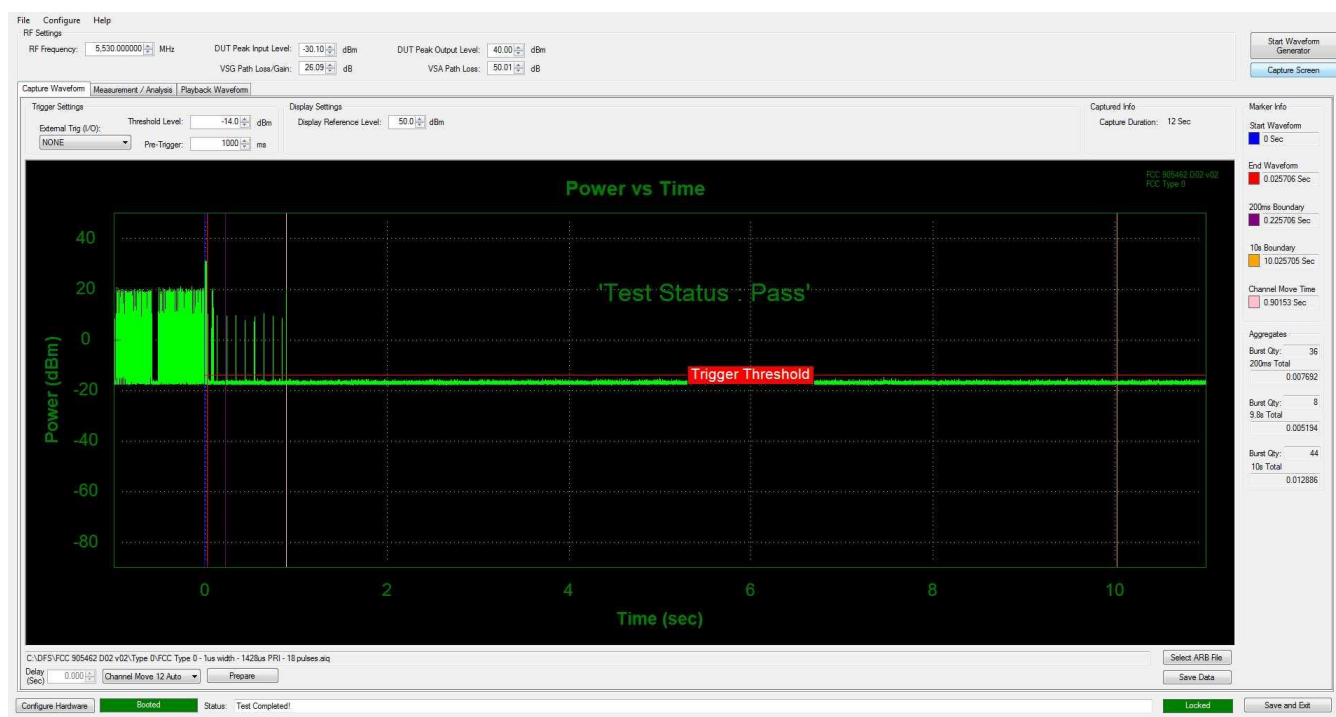 File Configure Help
RF Settings
RF Frequency: 5,530.000000 MHz DUT Peak Input Level: -30.10 dBm DUT Peak Output Level: 40.00 dBm
VSG Path Loss/Gain: 26.09 dB VSA Path Loss: 50.01 dB
Start Waveform Generator
Capture Screen
Capture Waveform Measurement / Analysis Playback Waveform
Trigger Settings
External Trig (I/O):
NONE
Threshold Level: -14.0 dBm
Pre-Trigger: 1000 ms
Display Settings
Display Reference Level: 50.0 dBm
Captured Info
Capture Duration: 12 Sec
Power vs Time
FCC 905462 D02 v02
FCC Type 0
'Test Status : Pass'
Trigger Threshold
Power (dBm)
40
20
0
-20
-40
-60
-80
0 2 4 6 8 10
Time (sec)
Marker Info
Start Waveform
0 Sec
End Waveform
0.025706 Sec
200ms Boundary
0.225706 Sec
10s Boundary
10.025705 Sec
Channel Move Time
0.90153 Sec
Aggregates
Burst Qty: 36
200ms Total
0.007692
Burst Qty: 8
9.8s Total
0.005194
Burst Qty: 44
10s Total
0.012886
C:\DFS\FCC 905462 D02 v02\Type 0\FCC Type 0 - 1us width - 1428us PRI - 18 pulses.aiq
Select ARB File
Delay (Sec) 0.000 Channel Move 12 Auto Prepare
Save Data
Configure Hardware Booted Status: Test Completed! Locked Save and Exit